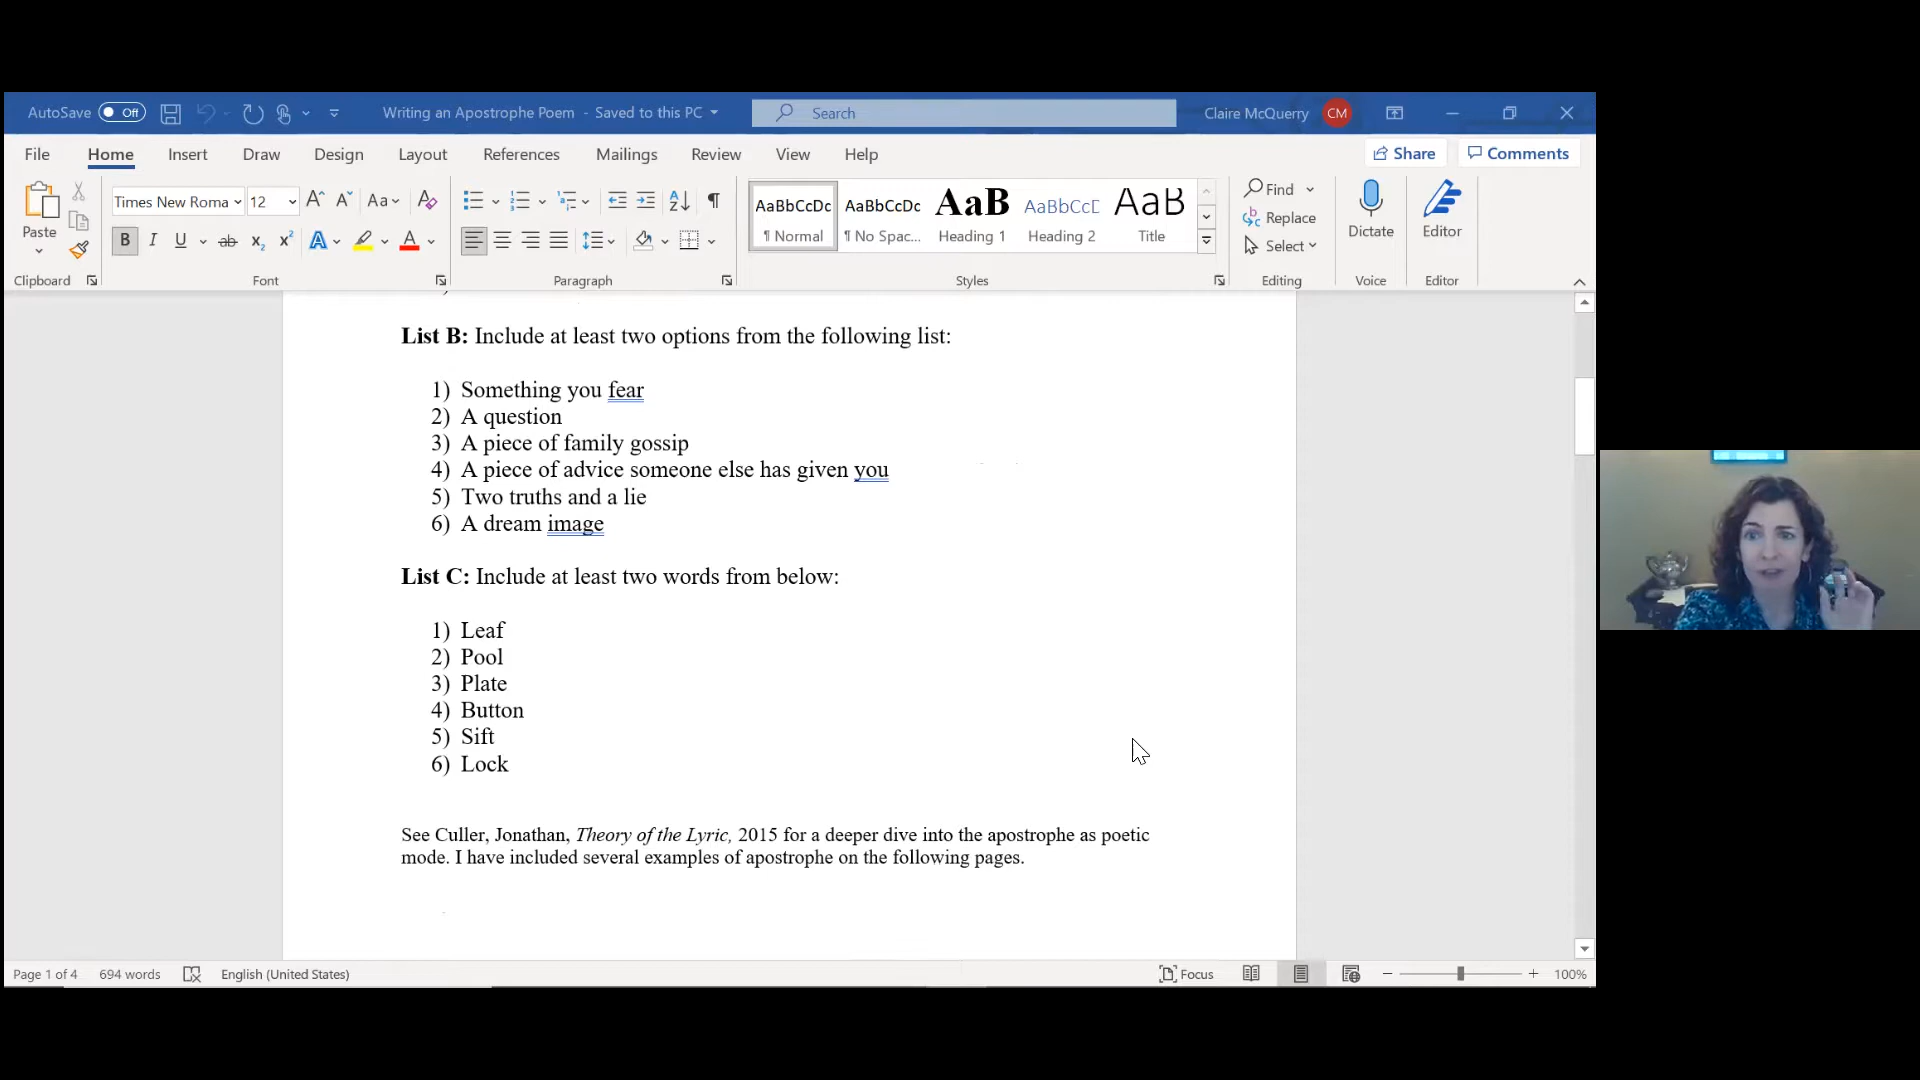 AutoSave Off Writing an Apostrophe Poem - Saved to this PC Search Claire McQuerry CM
File Home Insert Draw Design Layout References Mailings Review View Help Share Comments
Times New Roma 12 Aa AaBbCcDc AaBbCcDc AaB AaBbCcD AaB Find
Paste B I U ab x₂ x² A A ¶ Normal ¶ No Spac... Heading 1 Heading 2 Title Replace Dictate Editor
Select
Clipboard Font Paragraph Styles Editing Voice Editor
List B: Include at least two options from the following list:
1) Something you fear
2) A question
3) A piece of family gossip
4) A piece of advice someone else has given you
5) Two truths and a lie
6) A dream image
List C: Include at least two words from below:
1) Leaf
2) Pool
3) Plate
4) Button
5) Sift
6) Lock
See Culler, Jonathan, Theory of the Lyric, 2015 for a deeper dive into the apostrophe as poetic
mode. I have included several examples of apostrophe on the following pages.
Page 1 of 4 694 words English (United States) Focus 100%